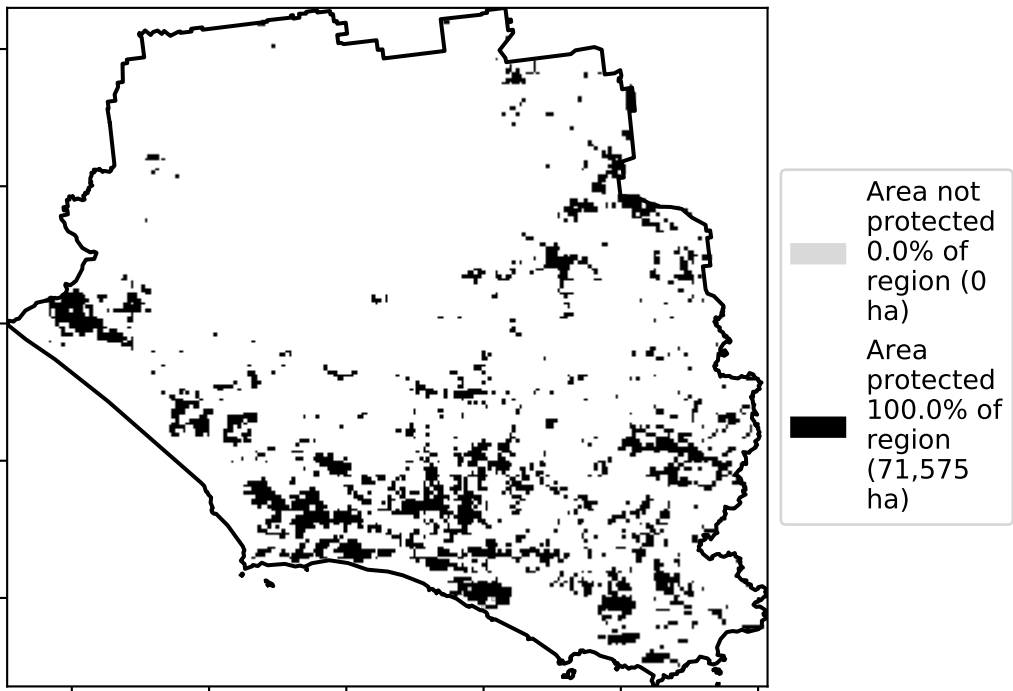 Area not
protected
0.0% of
region (0
ha)
Area
protected
100.0% of
region
(71,575
ha)